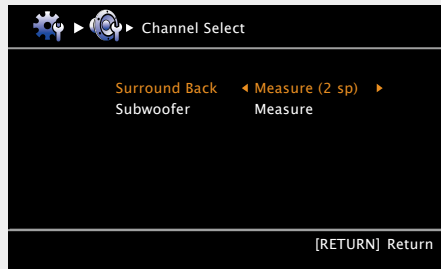 Channel Select
Surround Back Measure (2 sp)
Subwoofer Measure
[RETURN] Return